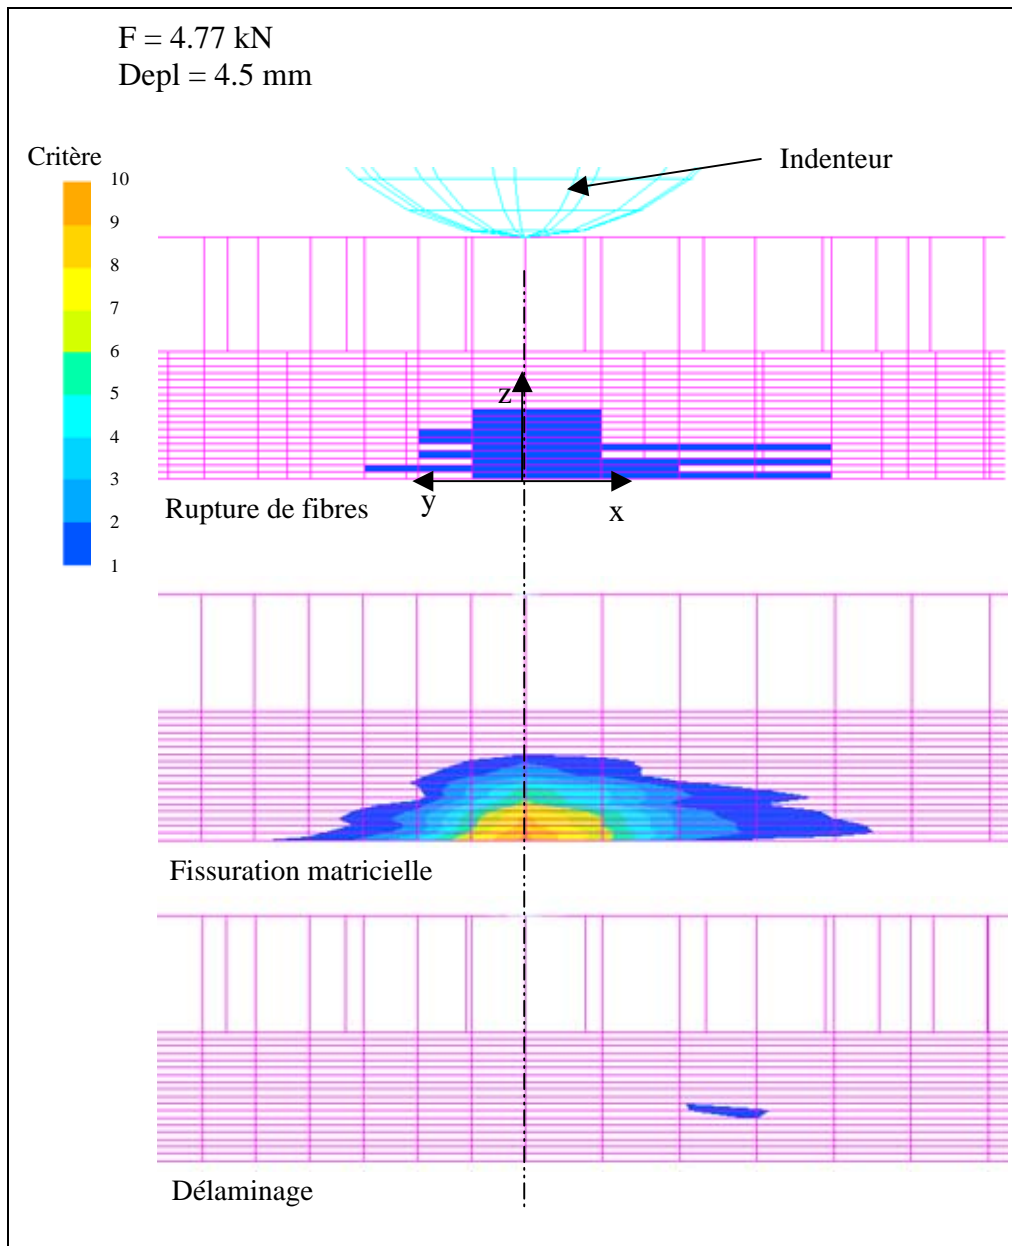 F = 4.77 kN
Depl = 4.5 mm
Critère
Indenteur
10
9
8
7
6
5
4
3
2
1
z
y
x
Rupture de fibres
Fissuration matricielle
Délaminage